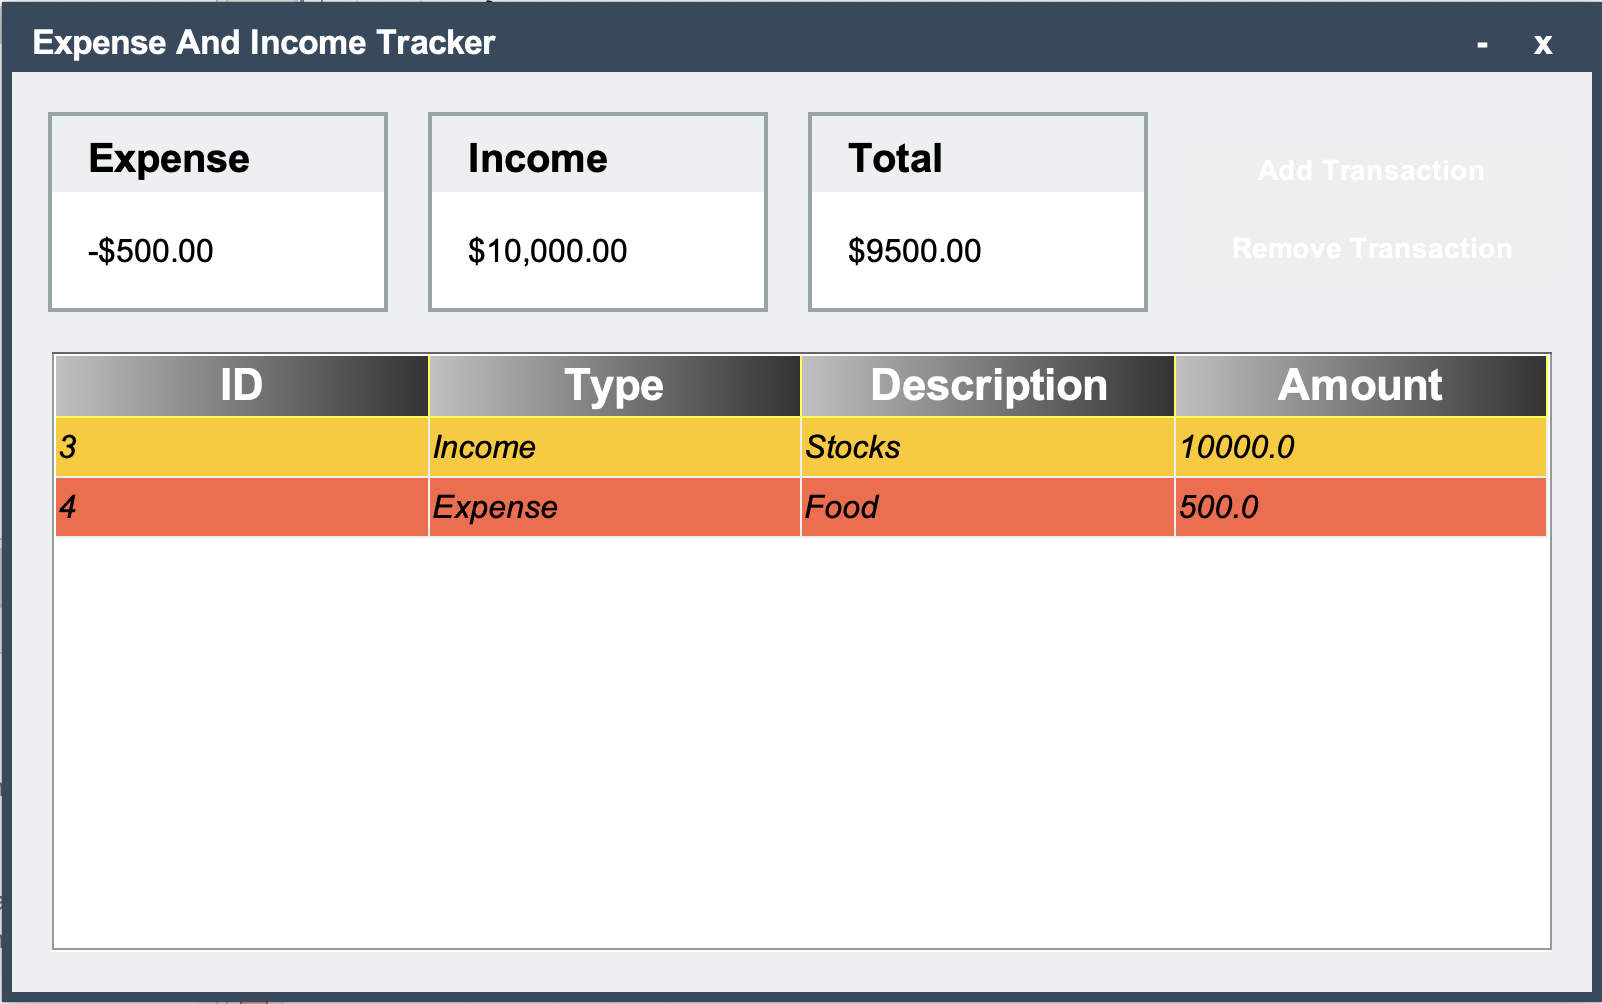 Expense And Income Tracker - x
Expense Income Total
Add Transaction
-$500.00 $10,000.00 $9500.00
Remove Transaction
ID Type Description Amount
3 Income Stocks 10000.0
4 Expense Food 500.0